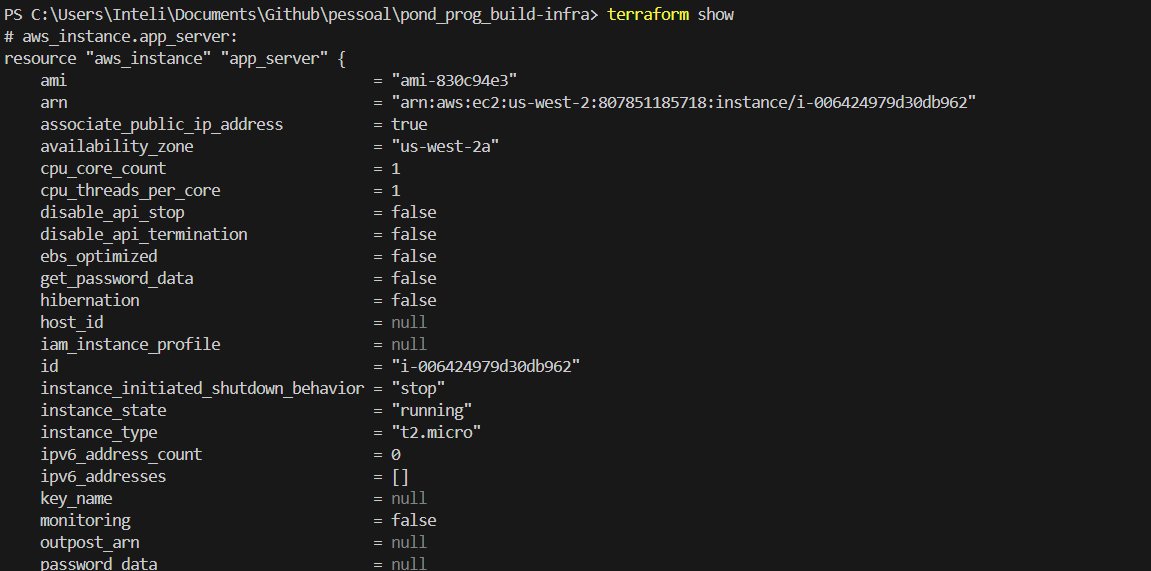 PS C:\Users\Inteli\Documents\Github\pessoal\pond_prog_build-infra> terraform show
# aws_instance.app_server:
resource "aws_instance" "app_server" {
    ami                                  = "ami-830c94e3"
    arn                                  = "arn:aws:ec2:us-west-2:807851185718:instance/i-006424979d30db962"
    associate_public_ip_address          = true
    availability_zone                    = "us-west-2a"
    cpu_core_count                       = 1
    cpu_threads_per_core                 = 1
    disable_api_stop                     = false
    disable_api_termination              = false
    ebs_optimized                        = false
    get_password_data                    = false
    hibernation                          = false
    host_id                              = null
    iam_instance_profile                 = null
    id                                   = "i-006424979d30db962"
    instance_initiated_shutdown_behavior = "stop"
    instance_state                       = "running"
    instance_type                        = "t2.micro"
    ipv6_address_count                   = 0
    ipv6_addresses                       = []
    key_name                             = null
    monitoring                           = false
    outpost_arn                          = null
    password_data                        = null